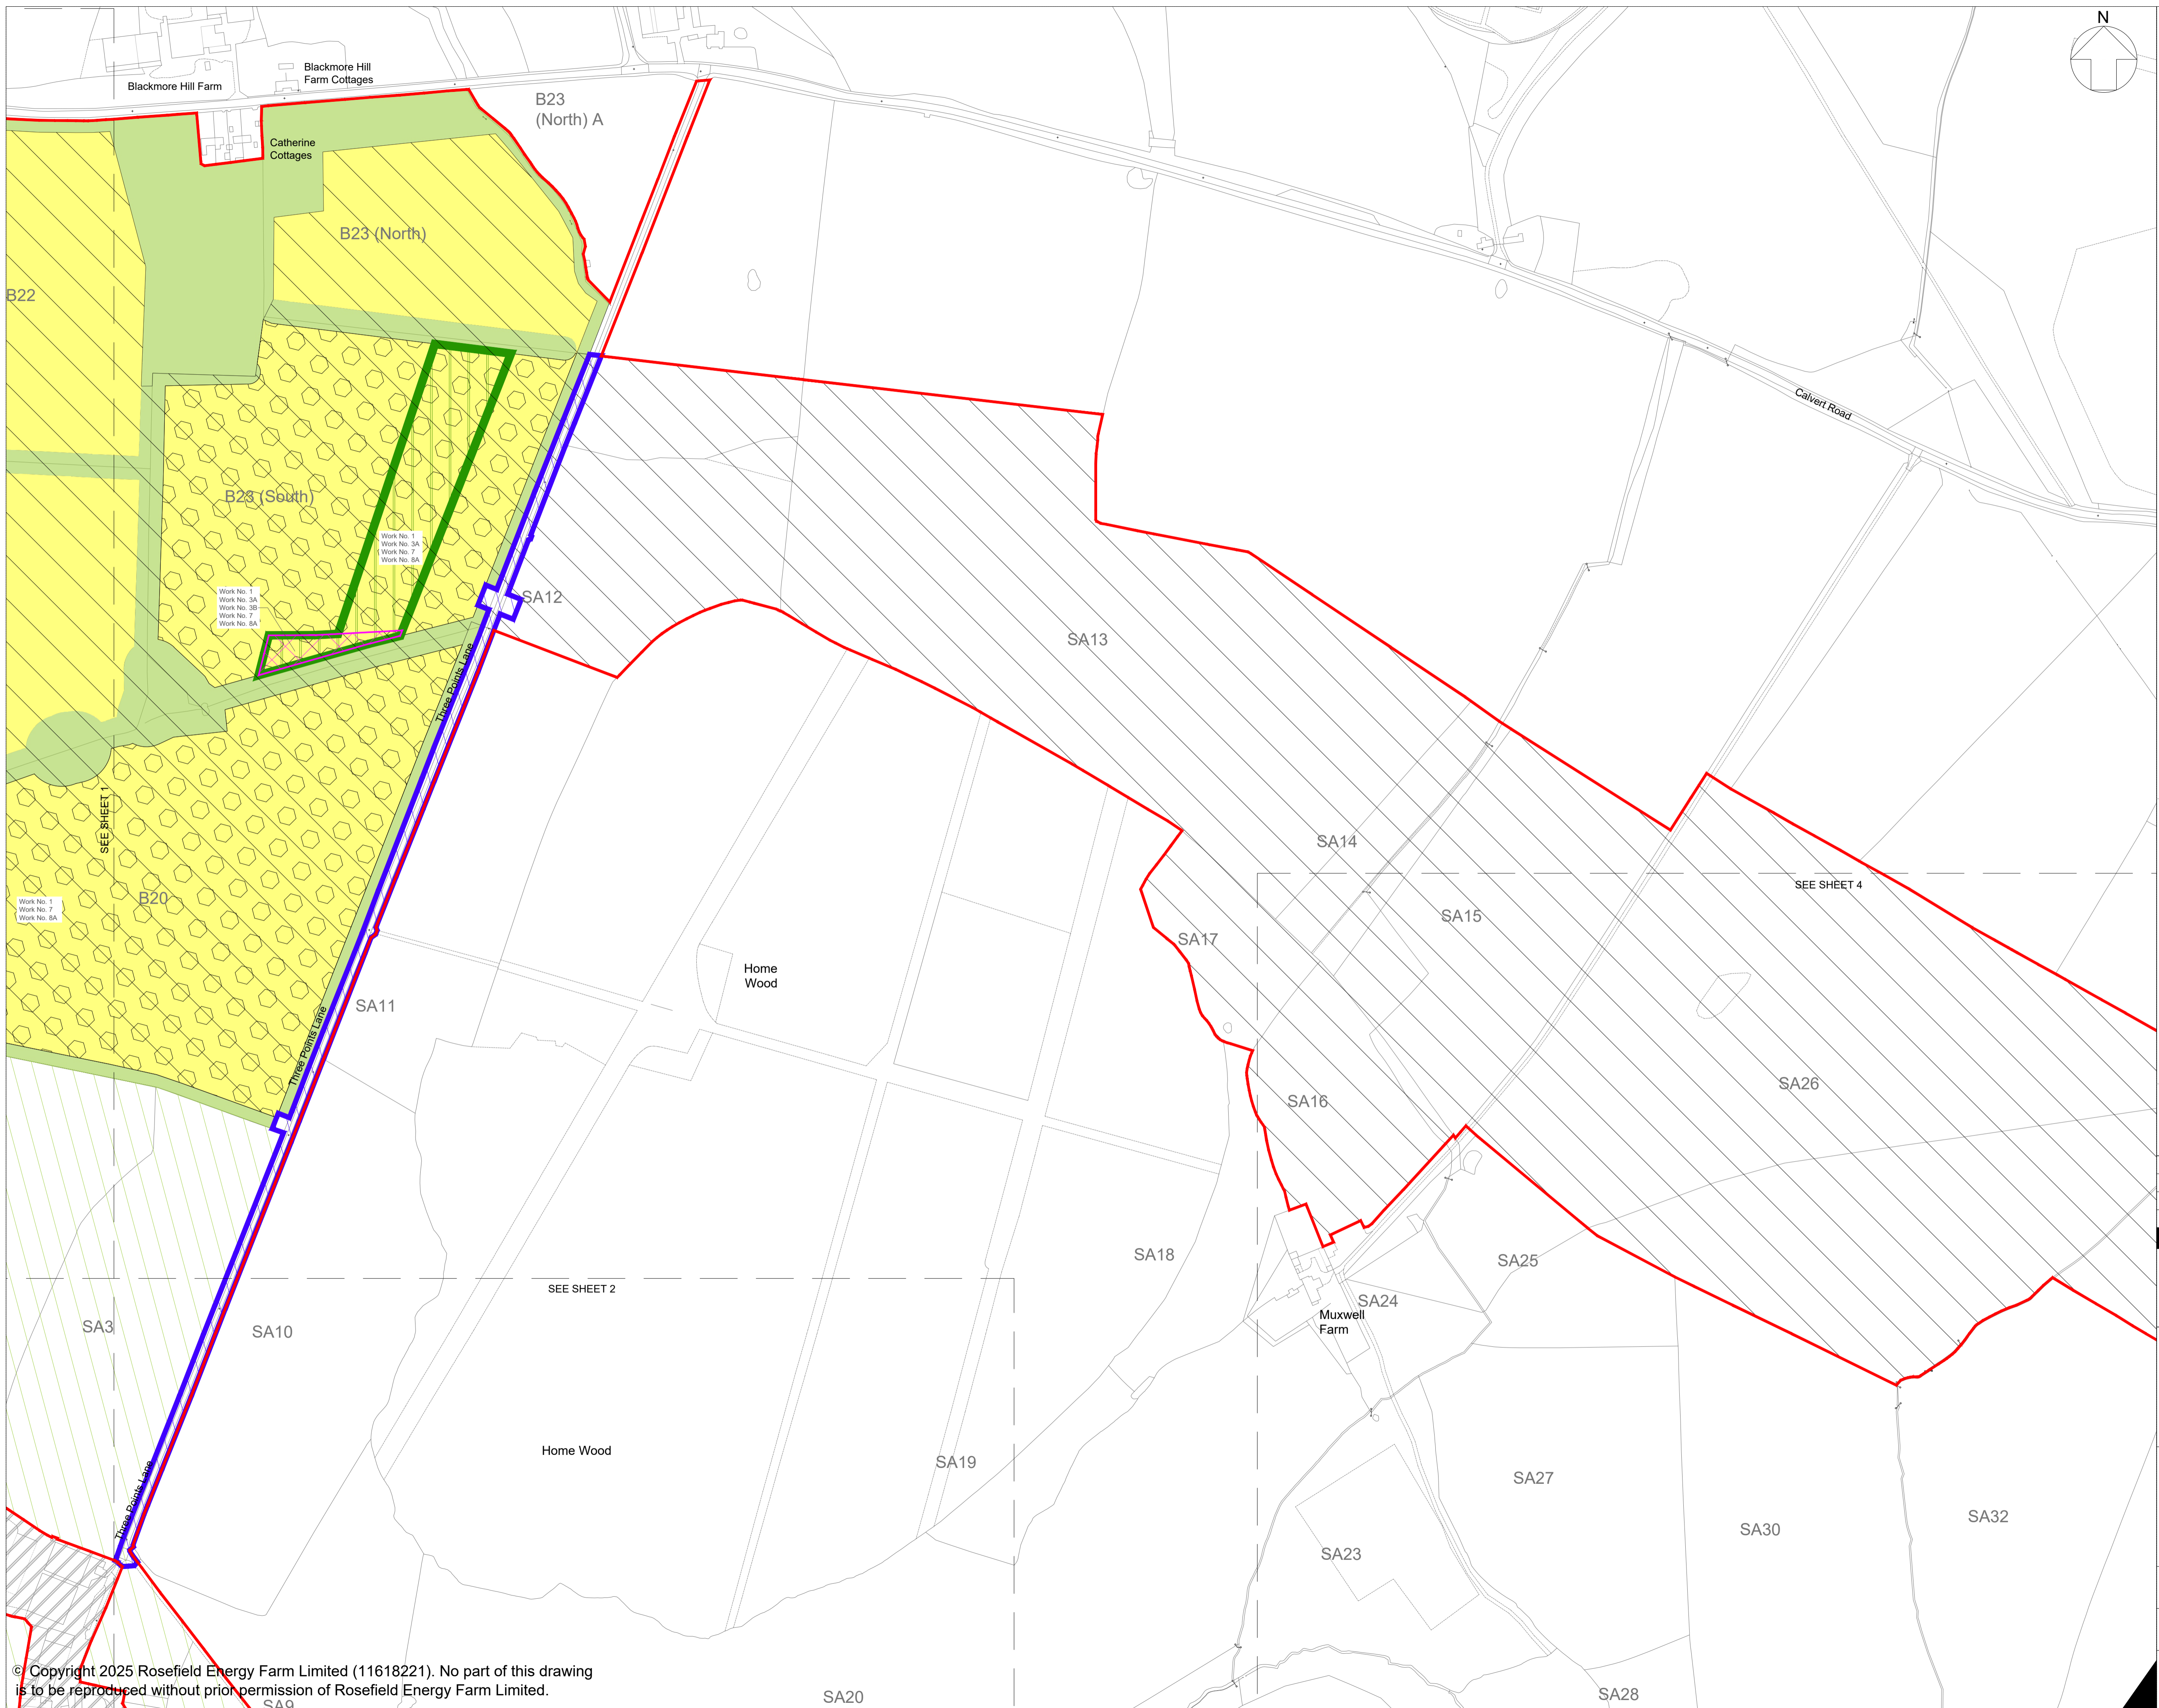 N
Blackmore Hill
Farm Cottages
Blackmore Hill Farm
B23
(North) A
Catherine
Cottages
B23 (North)
B22
Calvert Road
B23 (South)
Work No. 1
Work No. 3A
Work No. 7
Work No. 8A
Work No. 1
Work No. 3A
Work No. 3B
Work No. 7
Work No. 8A
SA12
SA13
Three Points Lane
SEE SHEET 1
SA14
SEE SHEET 4
B20
Work No. 1
Work No. 7
Work No. 8A
SA15
SA17
Home
Wood
SA11
Three Points Lane
SA26
SA16
SA18
SA25
SEE SHEET 2
SA24
Muxwell
Farm
SA3
SA10
Home Wood
SA19
SA27
Three Points Lane
SA32
SA30
SA23
© Copyright 2025 Rosefield Energy Farm Limited (11618221). No part of this drawing
is to be reproduced without prior permission of Rosefield Energy Farm Limited.
SA9
SA20
SA28